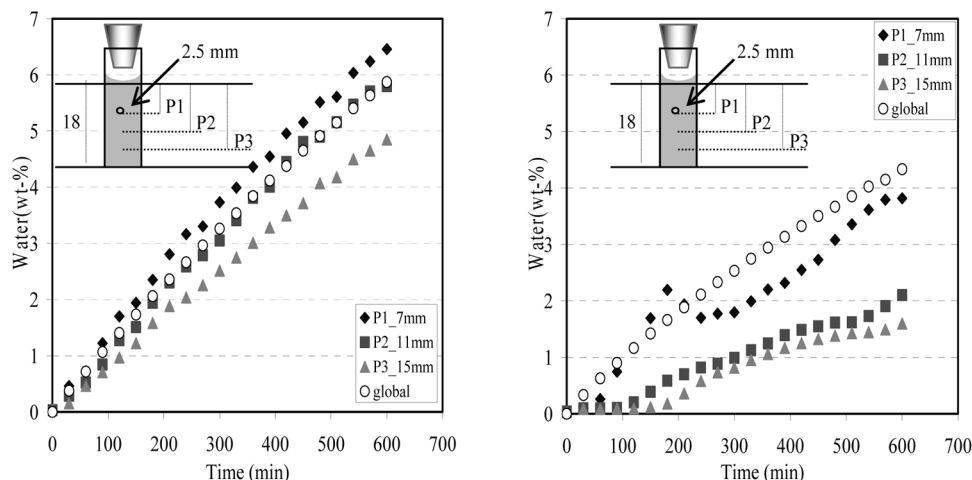 7
6
5
4
3
2
1
0
Water(wt-%)
2.5 mm
P1
P2
P3
18
P1_7mm
P2_11mm
P3_15mm
global
0 100 200 300 400 500 600 700
Time (min)
7
6
5
4
3
2
1
0
Water(wt-%)
2.5 mm
P1
P2
P3
18
P1_7mm
P2_11mm
P3_15mm
global
0 100 200 300 400 500 600 700
Time (min)